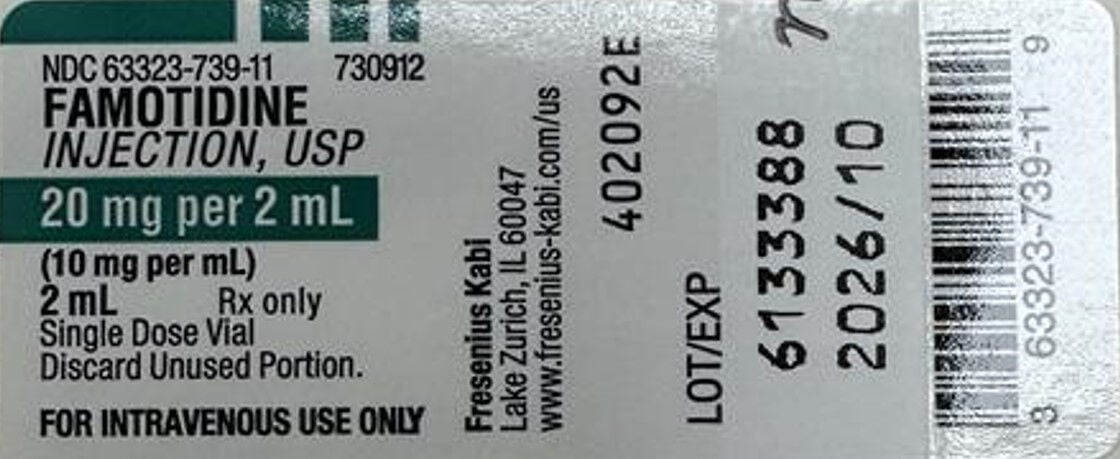 NDC 63323-739-11 730912
FAMOTIDINE
INJECTION, USP
20 mg per 2 mL
(10 mg per mL)
2 mL Rx only
Single Dose Vial
Discard Unused Portion.
FOR INTRAVENOUS USE ONLY
Fresenius Kabi
Lake Zurich, IL 60047
www.fresenius-kabi.com/us
402092E
LOT/EXP
6133388
2026/10
3 63323-739-11 9